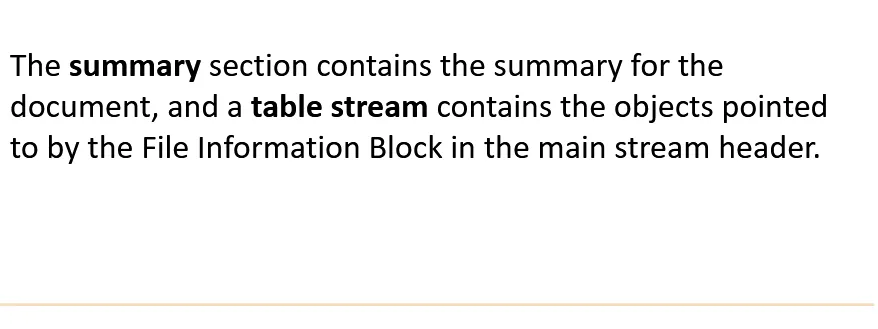 The summary section contains the summary for the
document, and a table stream contains the objects pointed
to by the File Information Block in the main stream header.